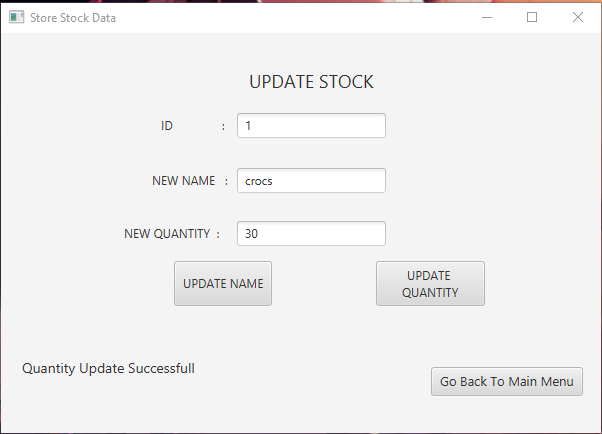 Store Stock Data
UPDATE STOCK
ID :
1
NEW NAME :
crocs
NEW QUANTITY :
30
UPDATE NAME
UPDATE
QUANTITY
Quantity Update Successfull
Go Back To Main Menu